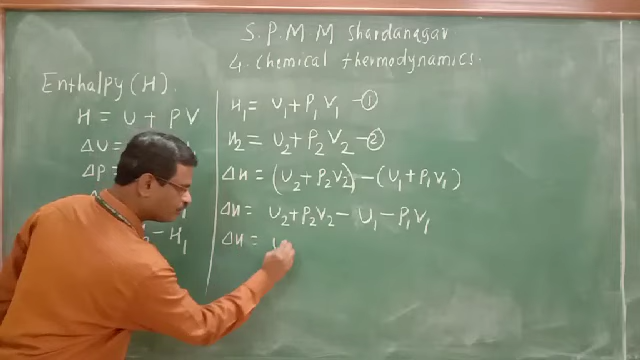 S.P.M M Shardanagar
4. Chemical thermodynamics.
Enthalpy (H).
H = U + PV
ΔU =
ΔP =
- H₁
H₁ = U₁ + P₁V₁ - ①
H₂ = U₂ + P₂V₂ - ②
ΔH = (U₂ + P₂V₂) - (U₁ + P₁V₁)
ΔH = U₂ + P₂V₂ - U₁ - P₁V₁
ΔH =